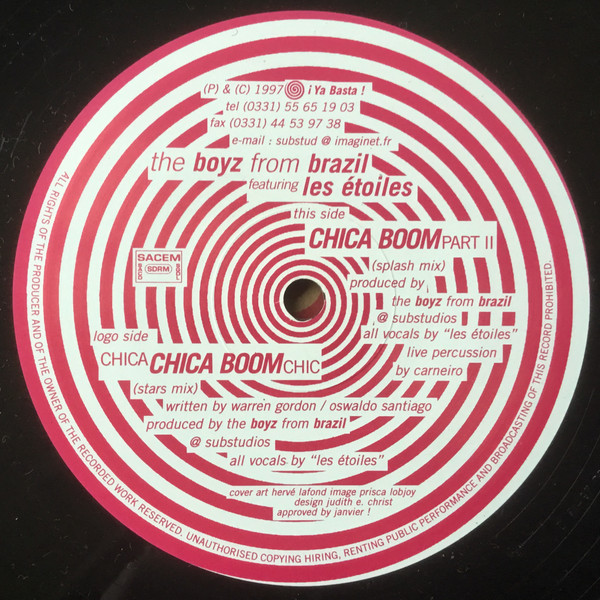 (P) & (C) 1997 ¡ Ya Basta !
tel (0331) 55 65 19 03
fax (0331) 44 53 97 38
e-mail : substud @ imaginet.fr
the boyz from brazil
featuring les étoiles
this side
CHICA BOOM PART II
(splash mix)
produced by
the boyz from brazil
@ substudios
all vocals by "les étoiles"
live percussion
by carneiro
SACEM
SDRM
logo side
CHICA CHICA BOOM CHIC
(stars mix)
written by warren gordon / oswaldo santiago
produced by the boyz from brazil
@ substudios
all vocals by "les étoiles"
cover art hervé lafond image prisca lobjoy
design judith e. christ
approved by janvier !
ALL RIGHTS OF THE PRODUCER AND OF THE OWNER OF THE RECORDED WORK RESERVED. UNAUTHORISED COPYING HIRING, RENTING PUBLIC PERFORMANCE AND BROADCASTING OF THIS RECORD PROHIBITED.